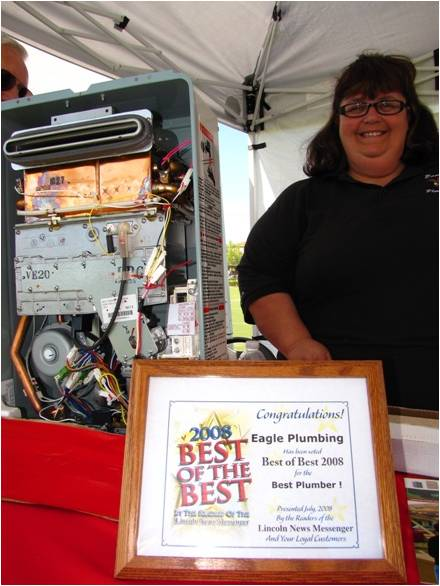 VE20
2008
BEST
OF THE
BEST
By The Readers Of The
Lincoln News Messenger
Congratulations!
Eagle Plumbing
Has been voted
Best of Best 2008
for the
Best Plumber !
Presented July, 2008
By the Readers of the
Lincoln News Messenger
And Your Loyal Customers